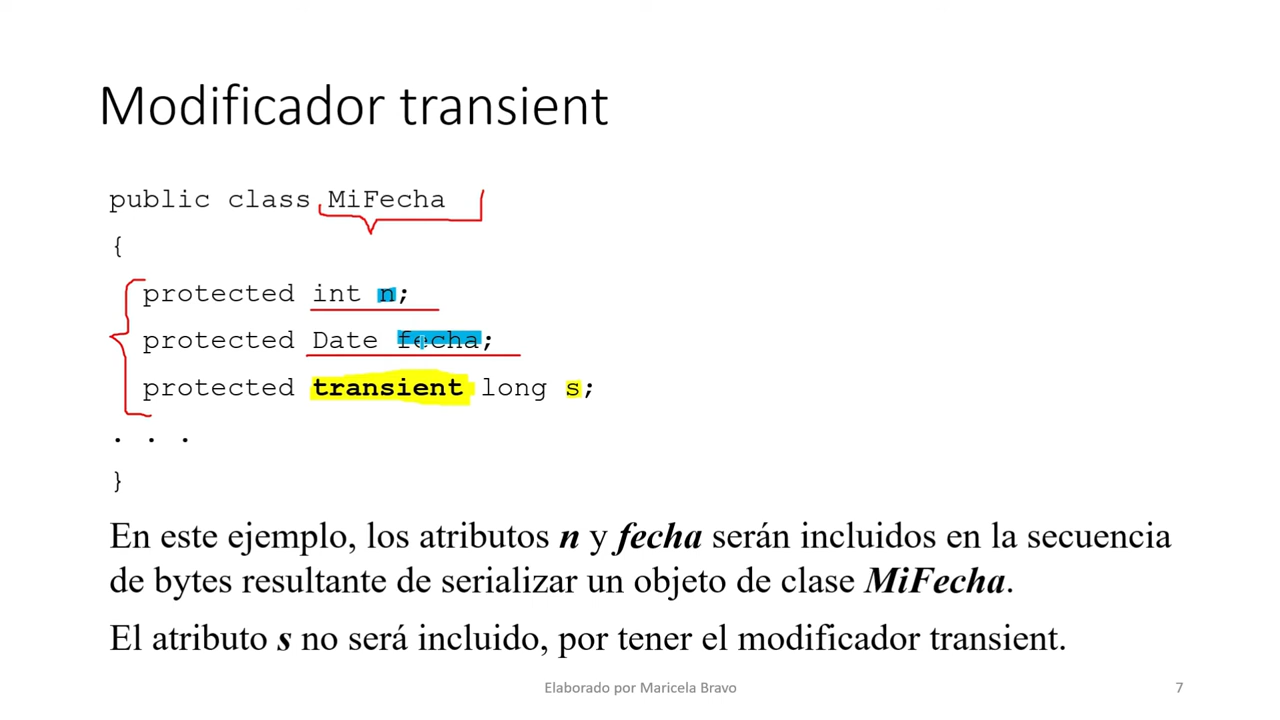 Modificador transient
public class MiFecha
{
protected int n;
protected Date fecha;
protected transient long s;
. . .
}
En este ejemplo, los atributos n y fecha serán incluidos en la secuencia
de bytes resultante de serializar un objeto de clase MiFecha.
El atributo s no será incluido, por tener el modificador transient.
Elaborado por Maricela Bravo
7